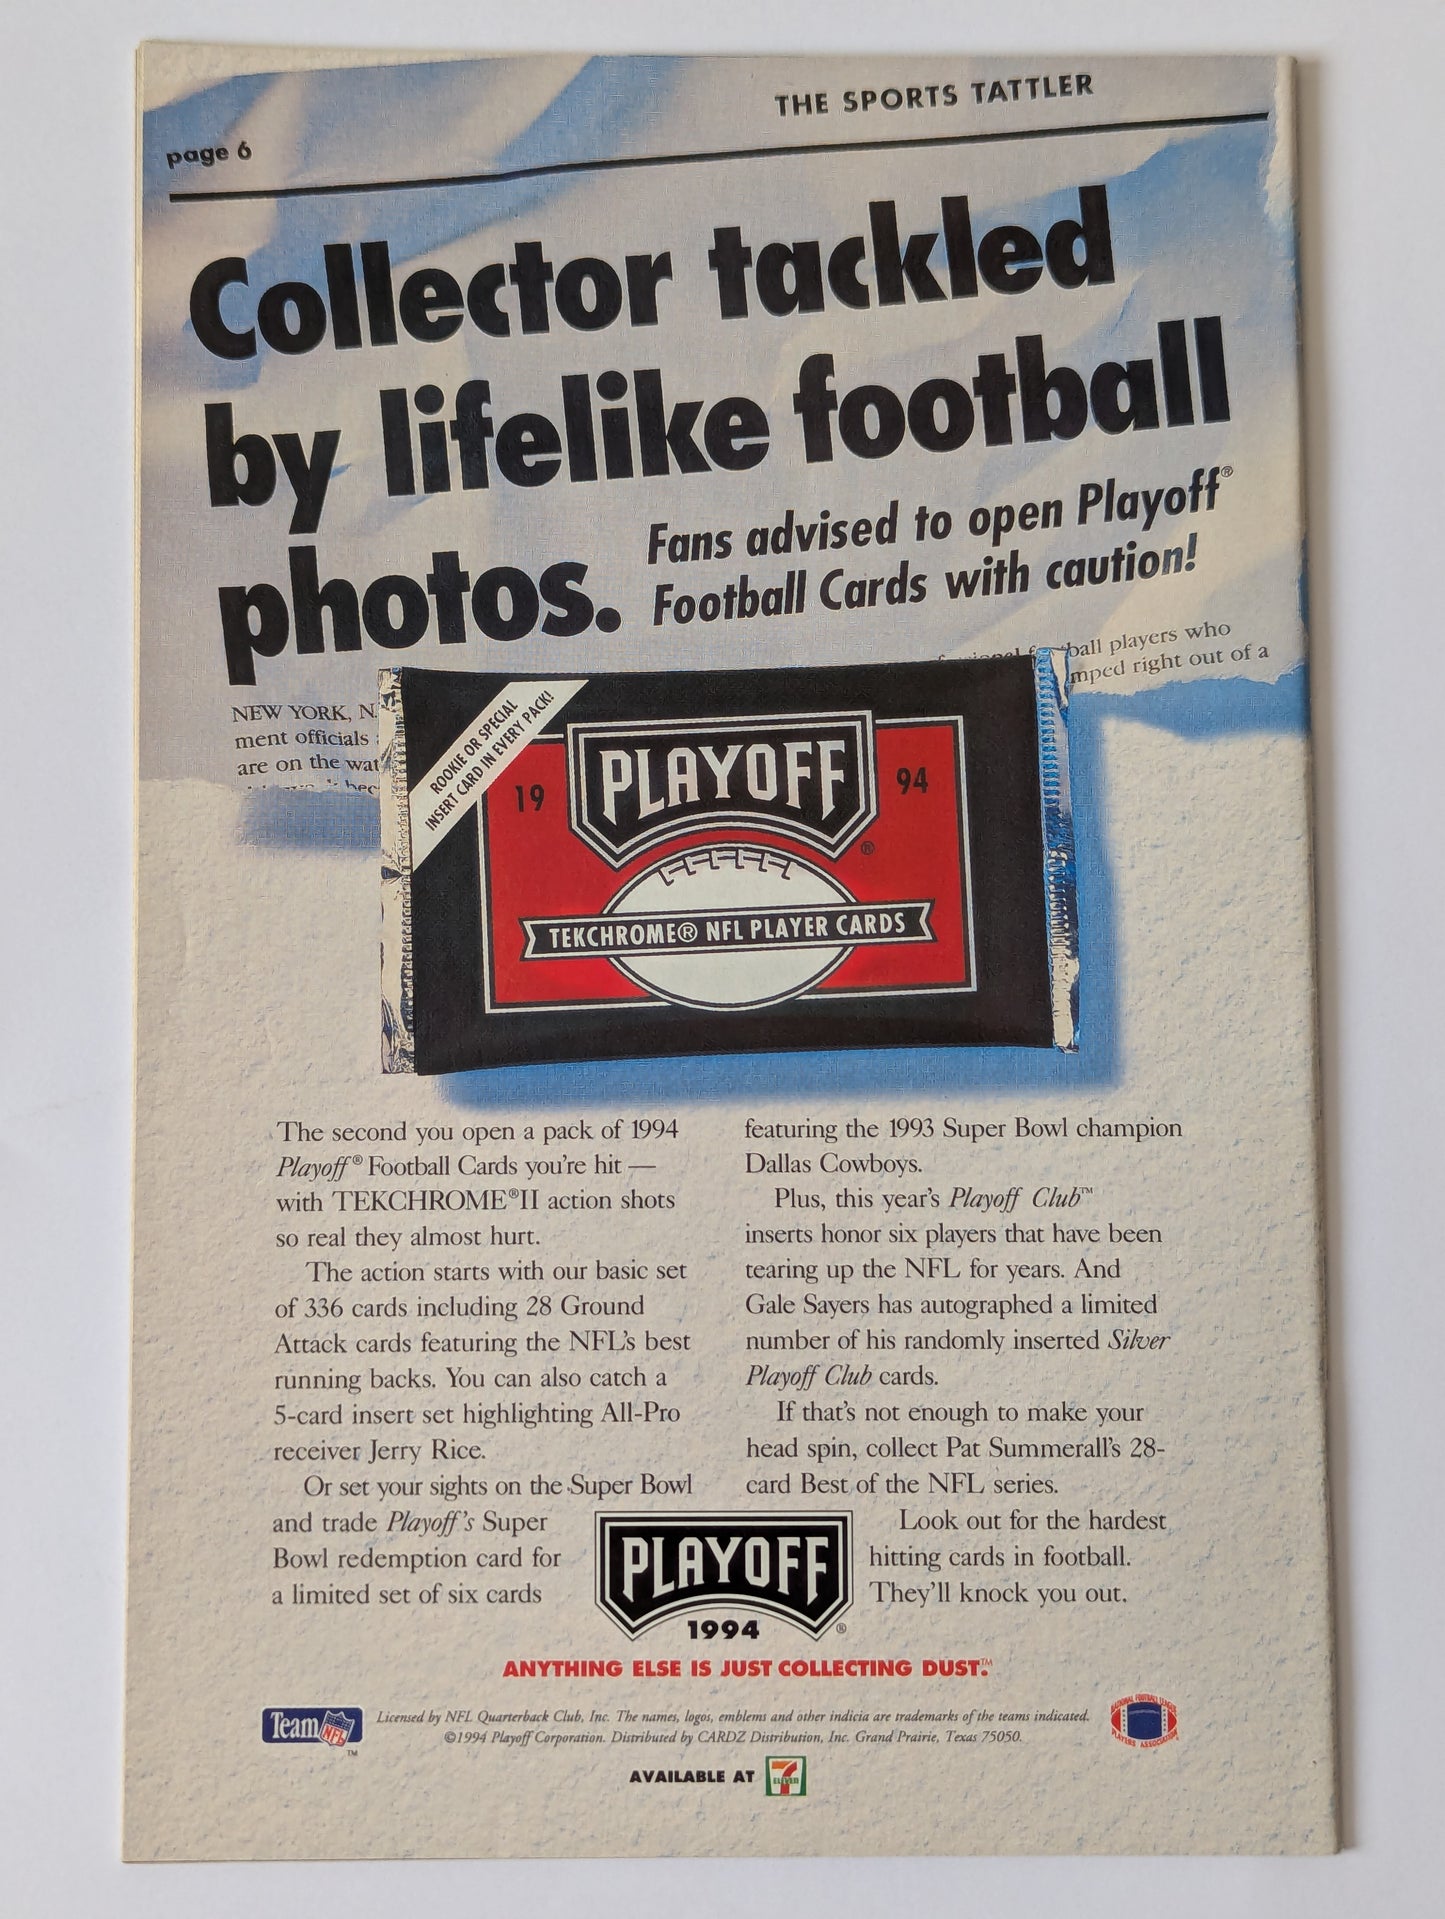 THE SPORTS TATTLER
page 6
Collector tackled
by lifelike football
photos.
Fans advised to open Playoff®
Football Cards with caution!
ball players who
mped right out of a
NEW YORK, N.
ment officials
are on the wat
ROOKIE OR SPECIAL
INSERT CARD IN EVERY PACK!
19 PLAYOFF 94
®
TEKCHROME® NFL PLAYER CARDS
The second you open a pack of 1994
Playoff® Football Cards you're hit —
with TEKCHROME®II action shots
so real they almost hurt.
The action starts with our basic set
of 336 cards including 28 Ground
Attack cards featuring the NFL's best
running backs. You can also catch a
5-card insert set highlighting All-Pro
receiver Jerry Rice.
Or set your sights on the Super Bowl
and trade Playoff's Super
Bowl redemption card for
a limited set of six cards
featuring the 1993 Super Bowl champion
Dallas Cowboys.
Plus, this year's Playoff Club™
inserts honor six players that have been
tearing up the NFL for years. And
Gale Sayers has autographed a limited
number of his randomly inserted Silver
Playoff Club cards.
If that's not enough to make your
head spin, collect Pat Summerall's 28-
card Best of the NFL series.
Look out for the hardest
hitting cards in football.
They'll knock you out.
PLAYOFF
1994 ®
ANYTHING ELSE IS JUST COLLECTING DUST.™
Team NFL ™
Licensed by NFL Quarterback Club, Inc. The names, logos, emblems and other indicia are trademarks of the teams indicated.
©1994 Playoff Corporation. Distributed by CARDZ Distribution, Inc. Grand Prairie, Texas 75050.
NATIONAL FOOTBALL LEAGUE
PLAYERS ASSOCIATION
AVAILABLE AT 7 ELEVEN